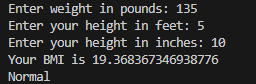 Enter weight in pounds: 135
Enter your height in feet: 5
Enter your height in inches: 10
Your BMI is 19.368367346938776
Normal